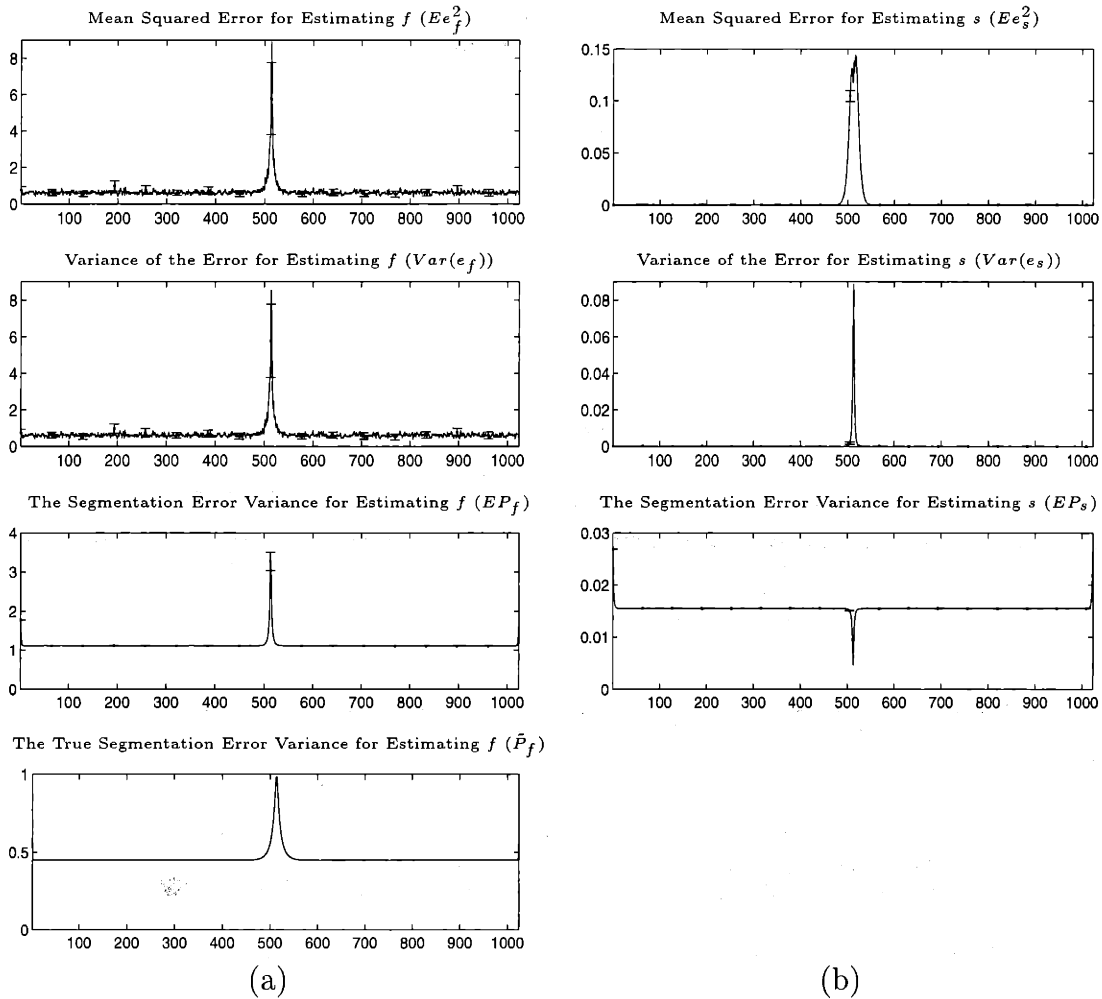 Mean Squared Error for Estimating f (Ee_f^2)
8
6
4
2
0
100 200 300 400 500 600 700 800 900 1000
Variance of the Error for Estimating f (Var(e_f))
8
6
4
2
0
100 200 300 400 500 600 700 800 900 1000
The Segmentation Error Variance for Estimating f (EP_f)
4
3
2
1
0
100 200 300 400 500 600 700 800 900 1000
The True Segmentation Error Variance for Estimating f (P̃_f)
1
0.5
0
100 200 300 400 500 600 700 800 900 1000
(a)
Mean Squared Error for Estimating s (Ee_s^2)
0.15
0.1
0.05
0
100 200 300 400 500 600 700 800 900 1000
Variance of the Error for Estimating s (Var(e_s))
0.08
0.06
0.04
0.02
0
100 200 300 400 500 600 700 800 900 1000
The Segmentation Error Variance for Estimating s (EP_s)
0.03
0.02
0.01
0
100 200 300 400 500 600 700 800 900 1000
(b)